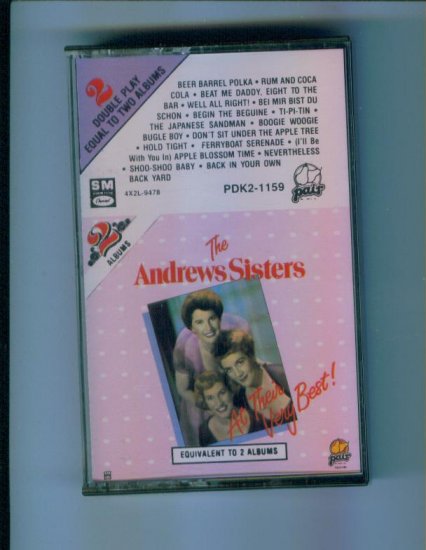 2
DOUBLE PLAY
EQUAL TO TWO ALBUMS
BEER BARREL POLKA • RUM AND COCA
COLA • BEAT ME DADDY, EIGHT TO THE
BAR • WELL ALL RIGHT! • BEI MIR BIST DU
SCHON • BEGIN THE BEGUINE • TI-PI-TIN •
THE JAPANESE SANDMAN • BOOGIE WOOGIE
BUGLE BOY • DON'T SIT UNDER THE APPLE TREE
• HOLD TIGHT • FERRYBOAT SERENADE • (I'll Be
With You In) APPLE BLOSSOM TIME • NEVERTHELESS
• SHOO-SHOO BABY • BACK IN YOUR OWN
BACK YARD
SM
Capitol
4X2L-9478
PDK2-1159
pair
2
ALBUMS
The
Andrews Sisters
At Their
Very Best!
EQUIVALENT TO 2 ALBUMS
pair